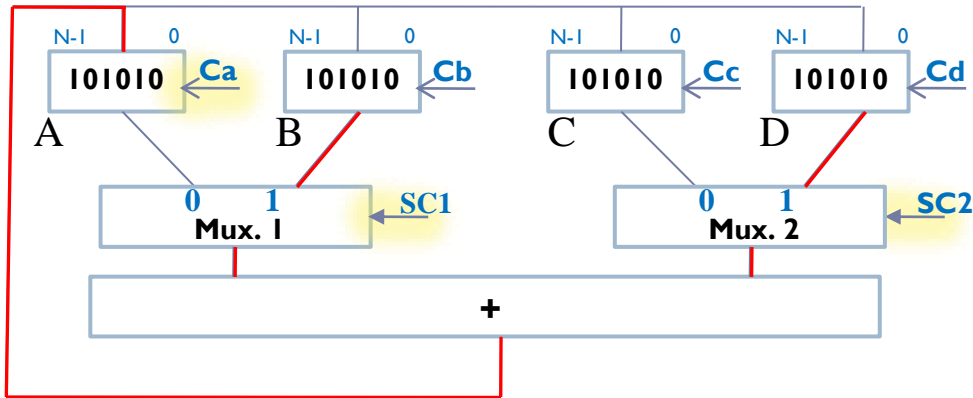 N-1 0 N-1 0 N-1 0 N-1 0
101010 Ca 101010 Cb 101010 Cc 101010 Cd
A B C D
0 1 SC1 0 1 SC2
Mux. 1 Mux. 2
+